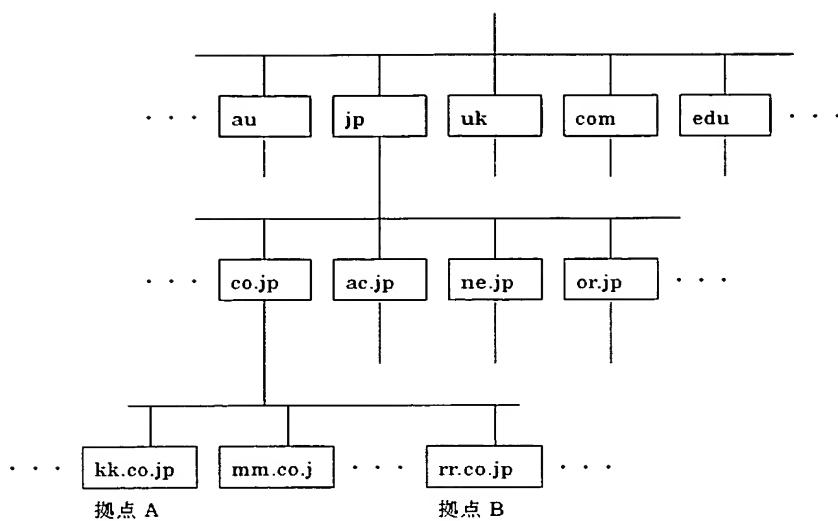 · · · au jp uk com edu · · ·
· · · co.jp ac.jp ne.jp or.jp · · ·
· · · kk.co.jp mm.co.j · · · rr.co.jp · · ·
拠点 A 拠点 B